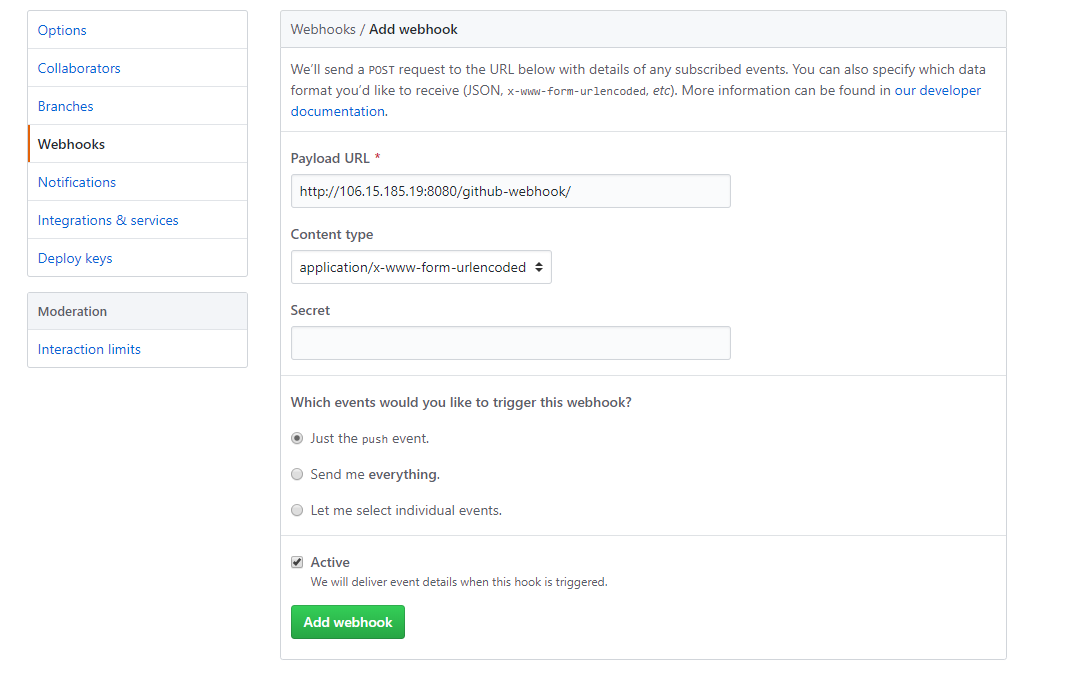 Options
Collaborators
Branches
Webhooks
Notifications
Integrations & services
Deploy keys
Moderation
Interaction limits
Webhooks / Add webhook
We’ll send a POST request to the URL below with details of any subscribed events. You can also specify which data
format you’d like to receive (JSON, x-www-form-urlencoded, etc). More information can be found in our developer
documentation.
Payload URL *
http://106.15.185.19:8080/github-webhook/
Content type
application/x-www-form-urlencoded
Secret
Which events would you like to trigger this webhook?
Just the push event.
Send me everything.
Let me select individual events.
Active
We will deliver event details when this hook is triggered.
Add webhook